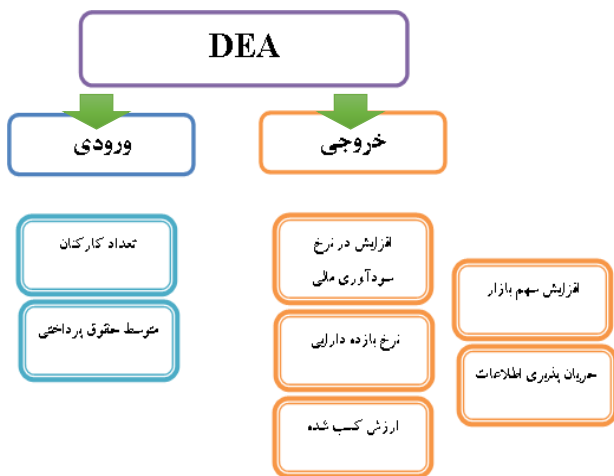 DEA
ورودی
خروجی
تعداد کارکنان
متوسط حقوق پرداختی
افزایش در نرخ
سودآوری مالی
نرخ بازده دارایی
ارزش کسب شده
افزایش سهم بازار
جریان پذیری اطلاعات